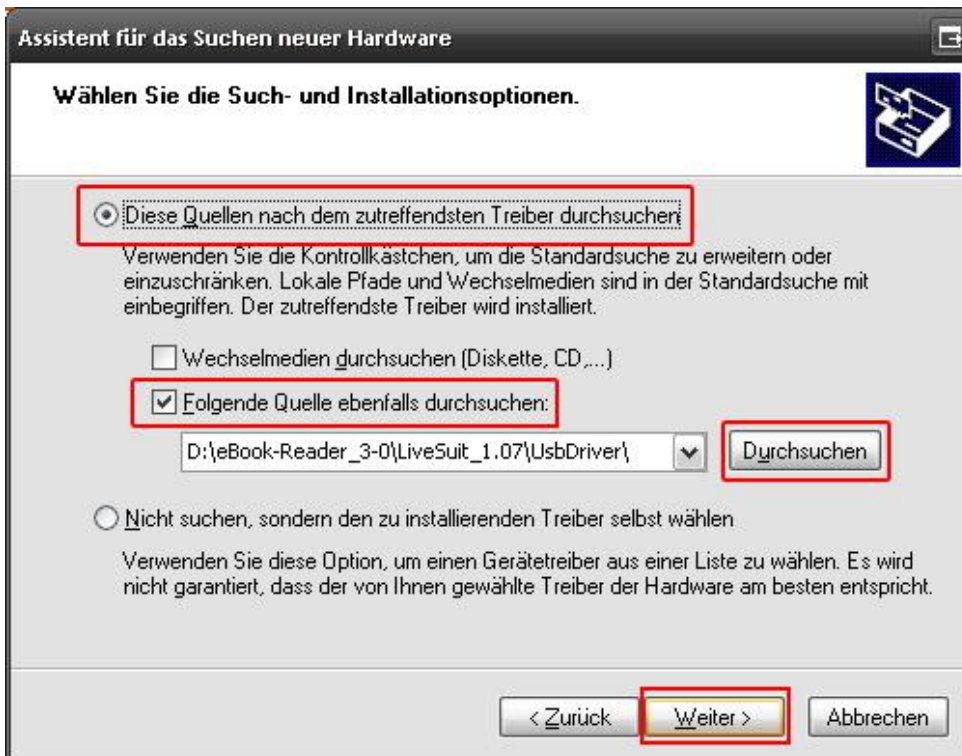 Assistent für das Suchen neuer Hardware
Wählen Sie die Such- und Installationsoptionen.
Diese Quellen nach dem zutreffendsten Treiber durchsuchen
Verwenden Sie die Kontrollkästchen, um die Standardsuche zu erweitern oder
einzuschränken. Lokale Pfade und Wechselmedien sind in der Standardsuche mit
einbegriffen. Der zutreffendste Treiber wird installiert.
Wechselmedien durchsuchen (Diskette, CD,...)
Folgende Quelle ebenfalls durchsuchen:
D:\eBook-Reader_3-0\LiveSuit_1.07\UsbDriver\ Durchsuchen
Nicht suchen, sondern den zu installierenden Treiber selbst wählen
Verwenden Sie diese Option, um einen Gerätetreiber aus einer Liste zu wählen. Es wird
nicht garantiert, dass der von Ihnen gewählte Treiber der Hardware am besten entspricht.
< Zurück Weiter > Abbrechen